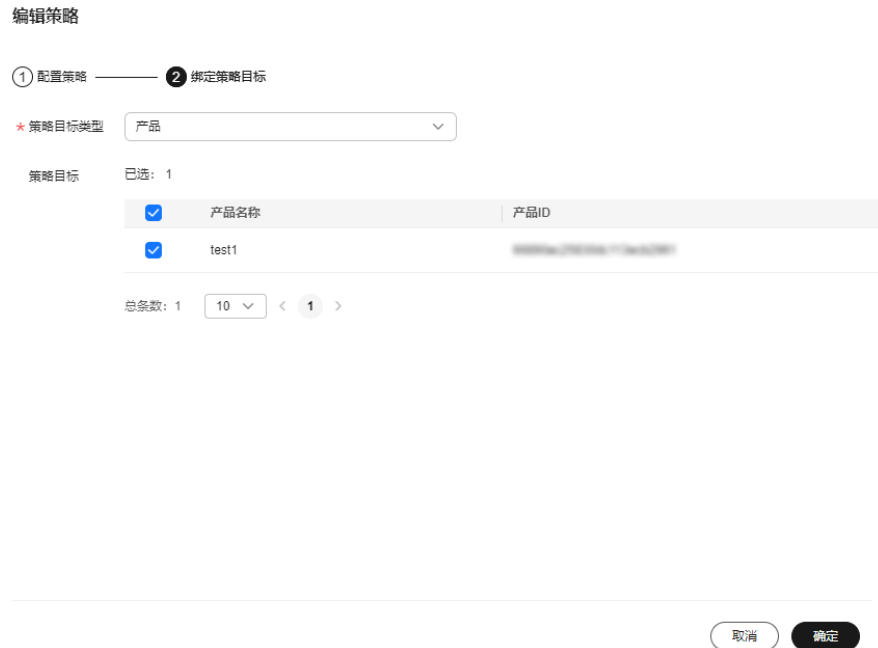 编辑策略
1 配置策略 2 绑定策略目标
* 策略目标类型 产品
策略目标 已选： 1
产品名称 产品ID
test1
总条数： 1 10 < 1 >
取消 确定